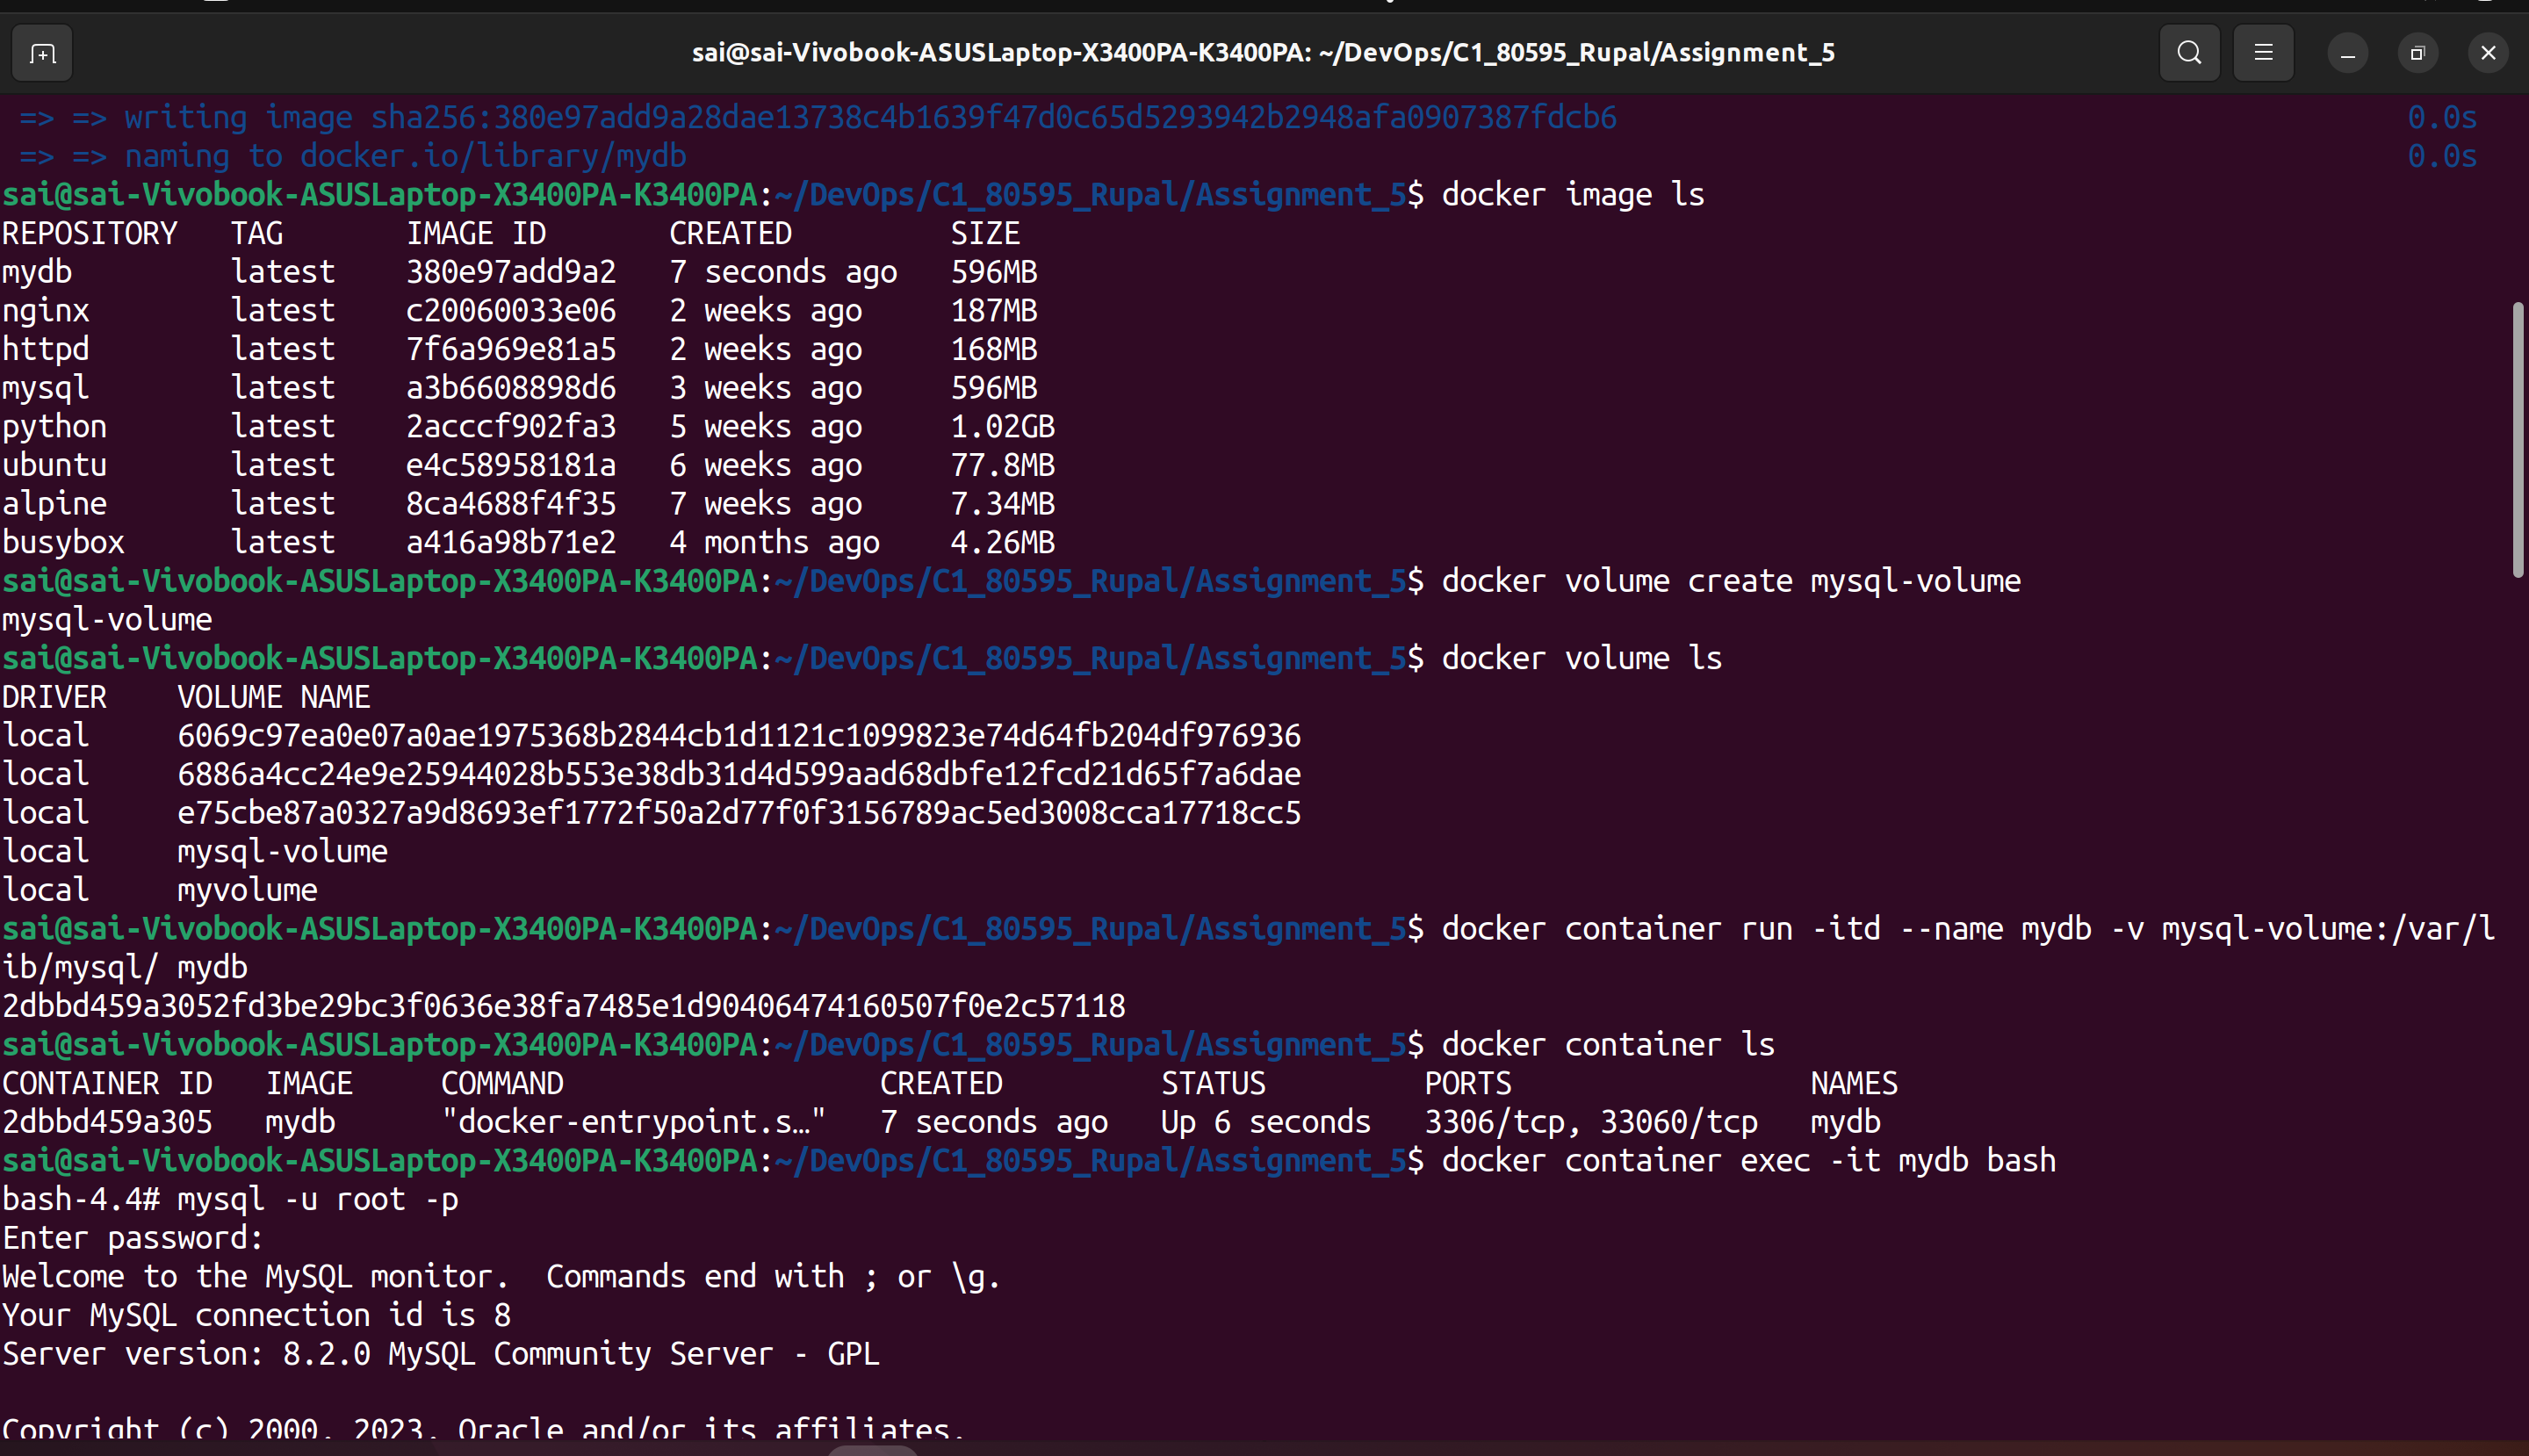 sai@sai-Vivobook-ASUSLaptop-X3400PA-K3400PA: ~/DevOps/C1_80595_Rupal/Assignment_5
=> => writing image sha256:380e97add9a28dae13738c4b1639f47d0c65d5293942b2948afa0907387fdcb6 0.0s
=> => naming to docker.io/library/mydb 0.0s
sai@sai-Vivobook-ASUSLaptop-X3400PA-K3400PA:~/DevOps/C1_80595_Rupal/Assignment_5$ docker image ls
REPOSITORY TAG IMAGE ID CREATED SIZE
mydb latest 380e97add9a2 7 seconds ago 596MB
nginx latest c20060033e06 2 weeks ago 187MB
httpd latest 7f6a969e81a5 2 weeks ago 168MB
mysql latest a3b6608898d6 3 weeks ago 596MB
python latest 2acccf902fa3 5 weeks ago 1.02GB
ubuntu latest e4c58958181a 6 weeks ago 77.8MB
alpine latest 8ca4688f4f35 7 weeks ago 7.34MB
busybox latest a416a98b71e2 4 months ago 4.26MB
sai@sai-Vivobook-ASUSLaptop-X3400PA-K3400PA:~/DevOps/C1_80595_Rupal/Assignment_5$ docker volume create mysql-volume
mysql-volume
sai@sai-Vivobook-ASUSLaptop-X3400PA-K3400PA:~/DevOps/C1_80595_Rupal/Assignment_5$ docker volume ls
DRIVER VOLUME NAME
local 6069c97ea0e07a0ae1975368b2844cb1d1121c1099823e74d64fb204df976936
local 6886a4cc24e9e25944028b553e38db31d4d599aad68dbfe12fcd21d65f7a6dae
local e75cbe87a0327a9d8693ef1772f50a2d77f0f3156789ac5ed3008cca17718cc5
local mysql-volume
local myvolume
sai@sai-Vivobook-ASUSLaptop-X3400PA-K3400PA:~/DevOps/C1_80595_Rupal/Assignment_5$ docker container run -itd --name mydb -v mysql-volume:/var/l
ib/mysql/ mydb
2dbbd459a3052fd3be29bc3f0636e38fa7485e1d90406474160507f0e2c57118
sai@sai-Vivobook-ASUSLaptop-X3400PA-K3400PA:~/DevOps/C1_80595_Rupal/Assignment_5$ docker container ls
CONTAINER ID IMAGE COMMAND CREATED STATUS PORTS NAMES
2dbbd459a305 mydb "docker-entrypoint.s…" 7 seconds ago Up 6 seconds 3306/tcp, 33060/tcp mydb
sai@sai-Vivobook-ASUSLaptop-X3400PA-K3400PA:~/DevOps/C1_80595_Rupal/Assignment_5$ docker container exec -it mydb bash
bash-4.4# mysql -u root -p
Enter password:
Welcome to the MySQL monitor.  Commands end with ; or \g.
Your MySQL connection id is 8
Server version: 8.2.0 MySQL Community Server - GPL
Copyright (c) 2000, 2023, Oracle and/or its affiliates.